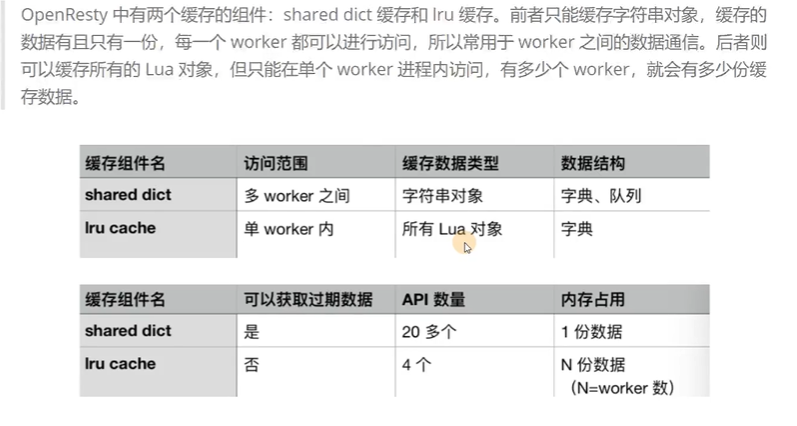 OpenResty 中有两个缓存的组件：shared dict 缓存和 lru 缓存。前者只能缓存字符串对象，缓存的
数据有且只有一份，每一个 worker 都可以进行访问，所以常用于 worker 之间的数据通信。后者则
可以缓存所有的 Lua 对象，但只能在单个 worker 进程内访问，有多少个 worker，就会有多少份缓
存数据。
缓存组件名 访问范围 缓存数据类型 数据结构
shared dict 多 worker 之间 字符串对象 字典、队列
lru cache 单 worker 内 所有 Lua 对象 字典
缓存组件名 可以获取过期数据 API 数量 内存占用
shared dict 是 20 多个 1 份数据
lru cache 否 4 个 N 份数据
（N=worker 数）